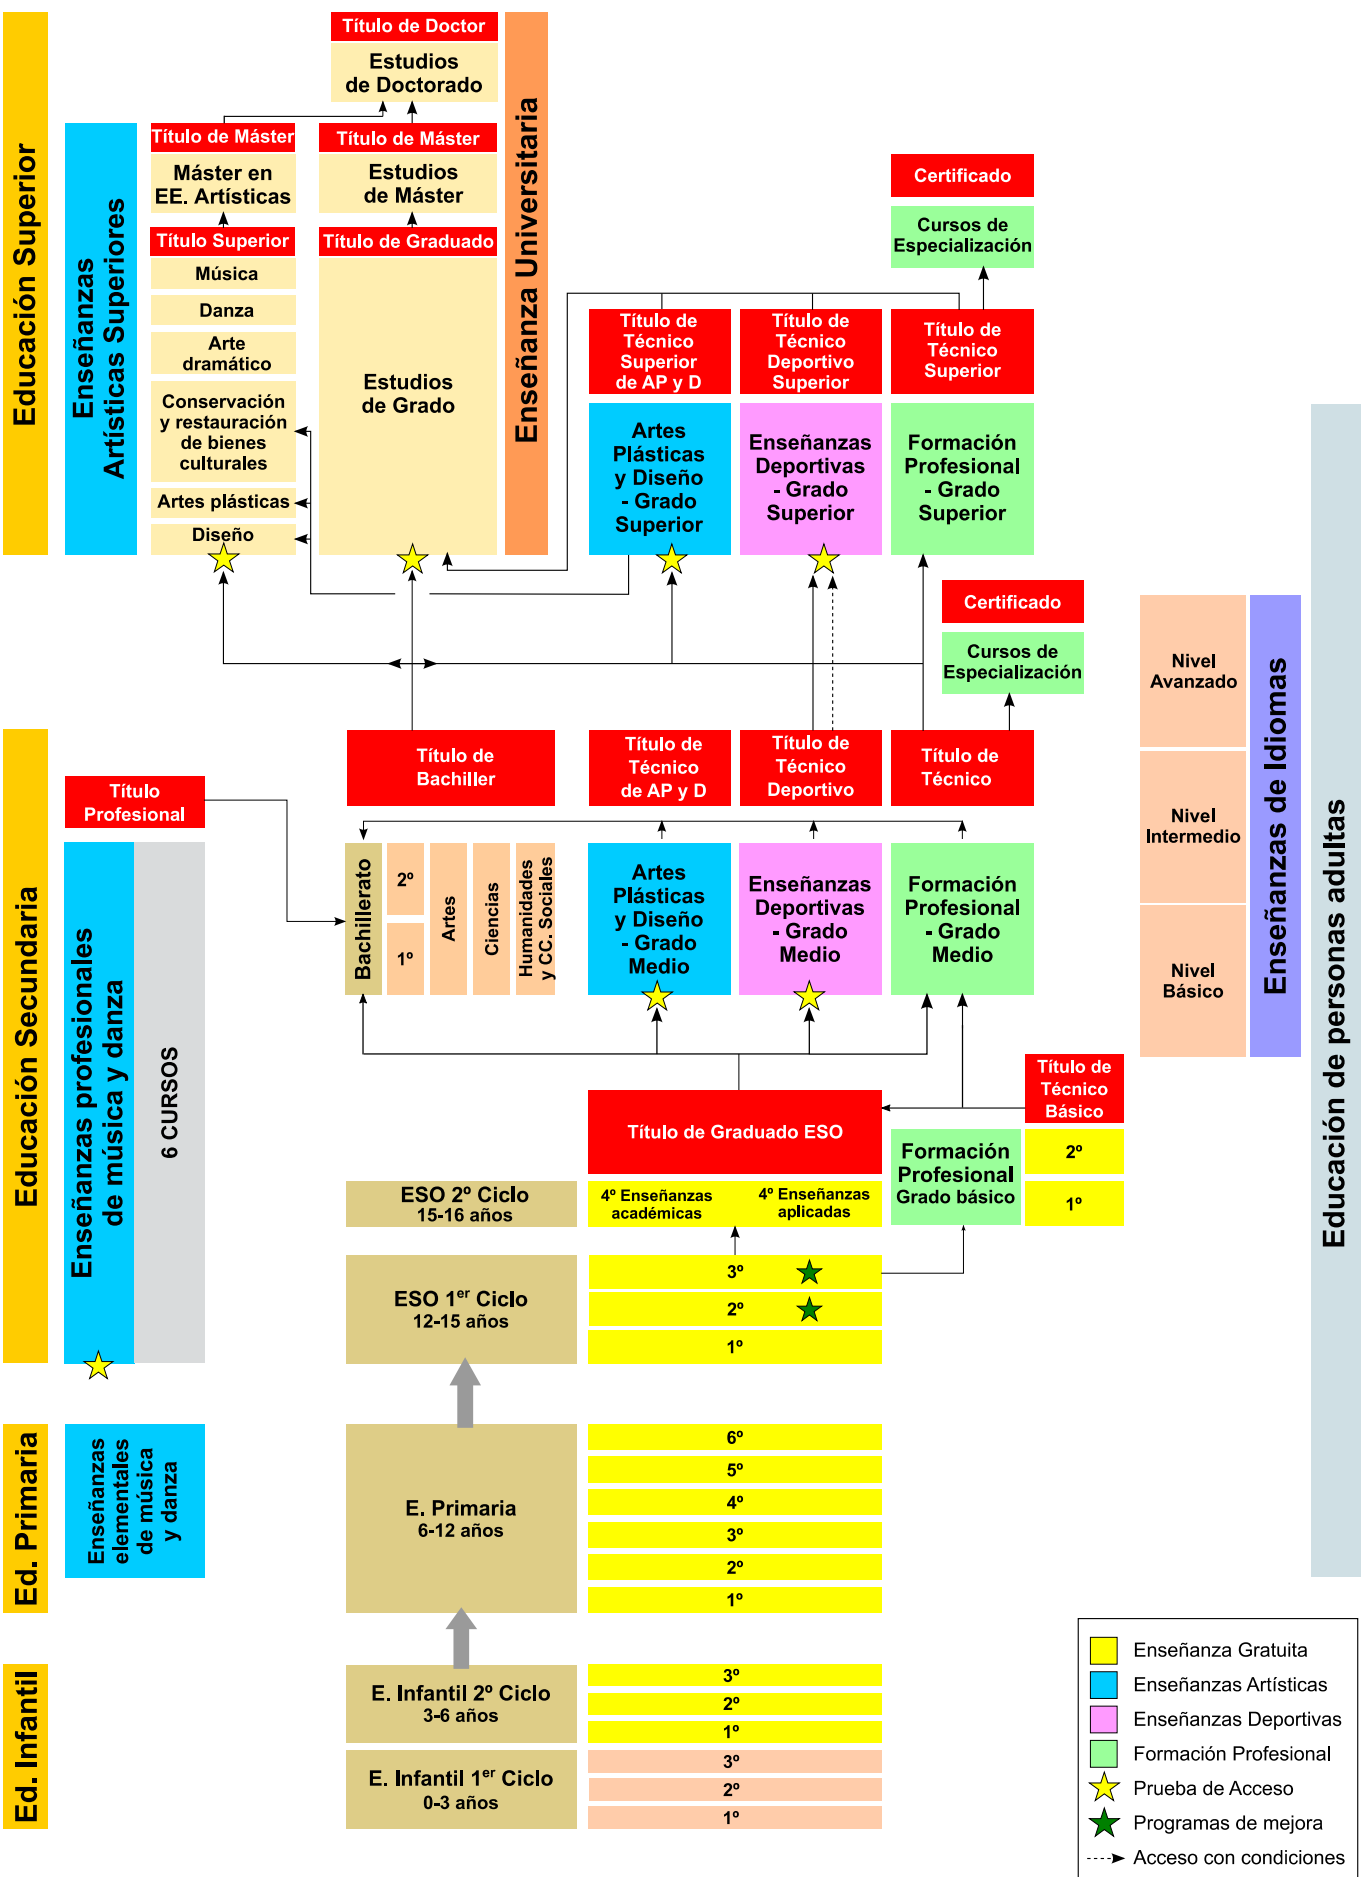 Educación Superior
Enseñanzas
Artísticas Superiores
Título de Doctor
Estudios
de Doctorado
Título de Máster
Máster en
EE. Artísticas
Título Superior
Música
Danza
Arte
dramático
Conservación
y restauración
de bienes
culturales
Artes plásticas
Diseño
Título de Máster
Estudios
de Máster
Título de Graduado
Estudios
de Grado
Enseñanza Universitaria
Título de
Técnico
Superior
de AP y D
Artes
Plásticas
y Diseño
- Grado
Superior
Título de
Técnico
Deportivo
Superior
Enseñanzas
Deportivas
- Grado
Superior
Certificado
Cursos de
Especialización
Título de
Técnico
Superior
Formación
Profesional
- Grado
Superior
Certificado
Cursos de
Especialización
Educación Secundaria
Título
Profesional
Enseñanzas profesionales
de música y danza
6 CURSOS
Título de
Bachiller
Bachillerato
2º
1º
Artes
Ciencias
Humanidades
y CC. Sociales
Título de
Técnico
de AP y D
Artes
Plásticas
y Diseño
- Grado
Medio
Título de
Técnico
Deportivo
Enseñanzas
Deportivas
- Grado
Medio
Título de
Técnico
Formación
Profesional
- Grado
Medio
Nivel
Avanzado
Nivel
Intermedio
Nivel
Básico
Enseñanzas de Idiomas
Educación de personas adultas
Título de Graduado ESO
Título de
Técnico
Básico
Formación
Profesional
Grado básico
2º
1º
ESO 2º Ciclo
15-16 años
4º Enseñanzas
académicas
4º Enseñanzas
aplicadas
ESO 1er Ciclo
12-15 años
3º
2º
1º
Ed. Primaria
Enseñanzas
elementales
de música
y danza
E. Primaria
6-12 años
6º
5º
4º
3º
2º
1º
Ed. Infantil
E. Infantil 2º Ciclo
3-6 años
3º
2º
1º
E. Infantil 1er Ciclo
0-3 años
3º
2º
1º
Enseñanza Gratuita
Enseñanzas Artísticas
Enseñanzas Deportivas
Formación Profesional
Prueba de Acceso
Programas de mejora
Acceso con condiciones